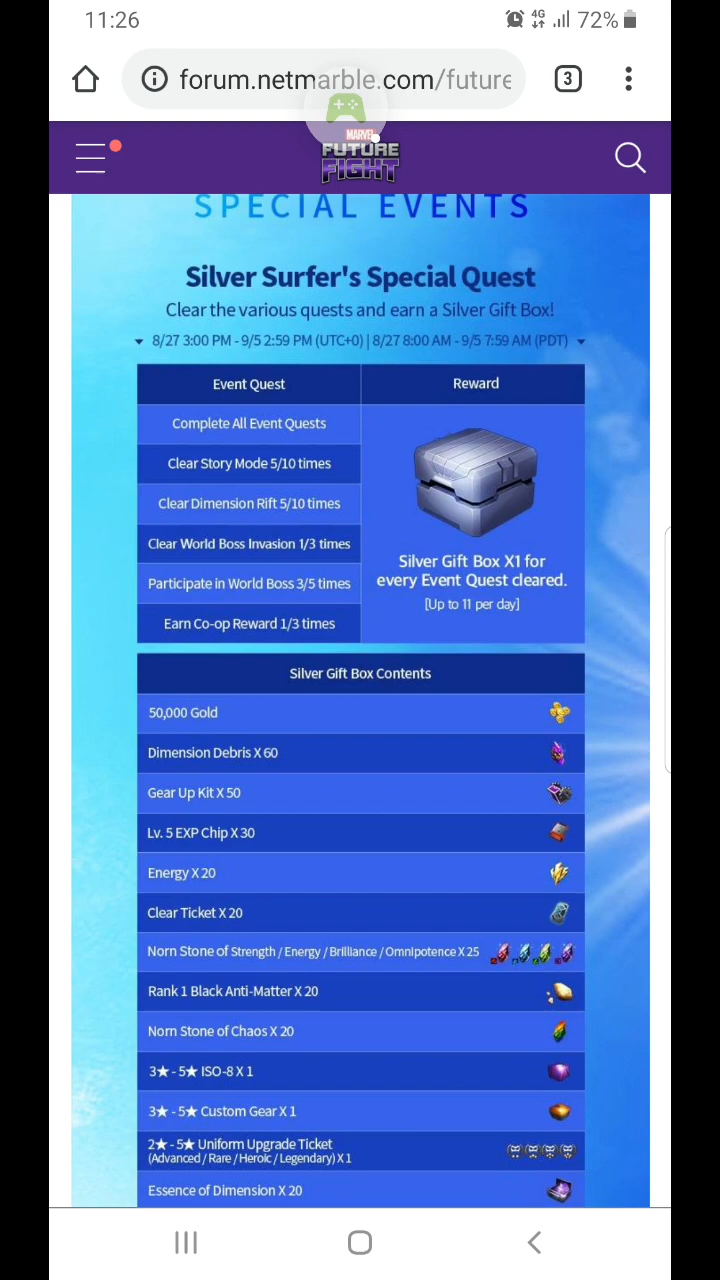 11:26
4G
72%
forum.netmarble.com/future
3
MARVEL
FUTURE
FIGHT
SPECIAL EVENTS
Silver Surfer's Special Quest
Clear the various quests and earn a Silver Gift Box!
8/27 3:00 PM - 9/5 2:59 PM (UTC+0) | 8/27 8:00 AM - 9/5 7:59 AM (PDT)
Event Quest
Reward
Complete All Event Quests
Clear Story Mode 5/10 times
Clear Dimension Rift 5/10 times
Clear World Boss Invasion 1/3 times
Participate in World Boss 3/5 times
Earn Co-op Reward 1/3 times
Silver Gift Box X1 for
every Event Quest cleared.
[Up to 11 per day]
Silver Gift Box Contents
50,000 Gold
Dimension Debris X 60
Gear Up Kit X 50
Lv. 5 EXP Chip X 30
Energy X 20
Clear Ticket X 20
Norn Stone of Strength / Energy / Brilliance / Omnipotence X 25
Rank 1 Black Anti-Matter X 20
Norn Stone of Chaos X 20
3★ - 5★ ISO-8 X 1
3★ - 5★ Custom Gear X 1
2★ - 5★ Uniform Upgrade Ticket
(Advanced / Rare / Heroic / Legendary) X 1
Essence of Dimension X 20